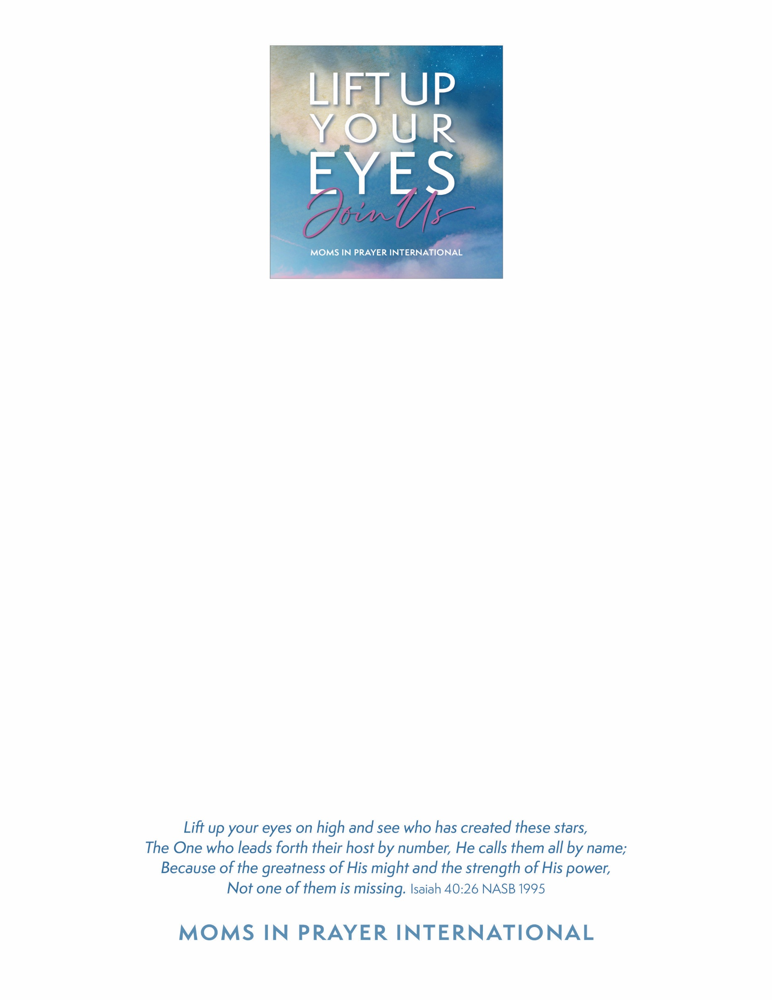 LIFT UP
YOUR
EYES
Join Us
MOMS IN PRAYER INTERNATIONAL
Lift up your eyes on high and see who has created these stars,
The One who leads forth their host by number, He calls them all by name;
Because of the greatness of His might and the strength of His power,
Not one of them is missing. Isaiah 40:26 NASB 1995
MOMS IN PRAYER INTERNATIONAL